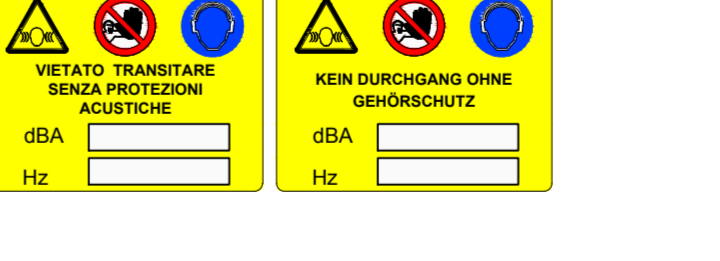 VIETATO TRANSITARE
SENZA PROTEZIONI
ACUSTICHE
dBA
Hz
KEIN DURCHGANG OHNE
GEHÖRSCHUTZ
dBA
Hz